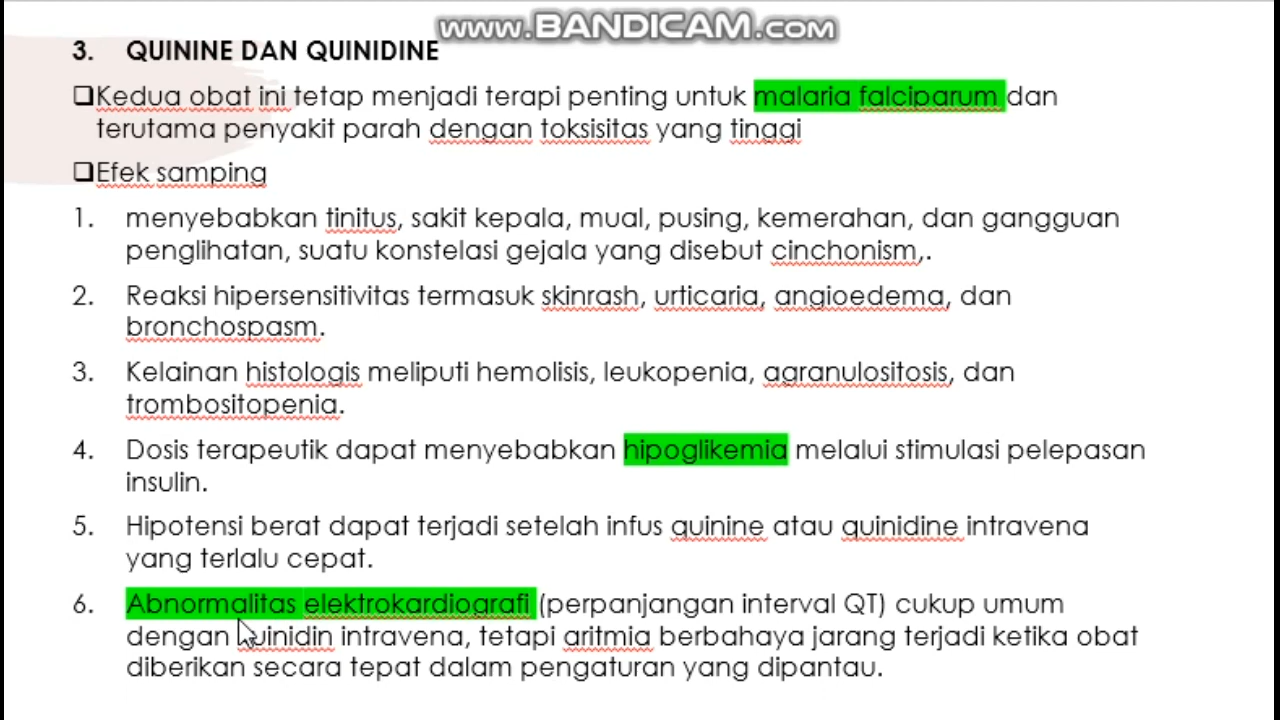 www.BANDICAM.com
3. QUININE DAN QUINIDINE
❑Kedua obat ini tetap menjadi terapi penting untuk malaria falciparum dan
terutama penyakit parah dengan toksisitas yang tinggi
❑Efek samping
1. menyebabkan tinitus, sakit kepala, mual, pusing, kemerahan, dan gangguan
penglihatan, suatu konstelasi gejala yang disebut cinchonism,.
2. Reaksi hipersensitivitas termasuk skinrash, urticaria, angioedema, dan
bronchospasm.
3. Kelainan histologis meliputi hemolisis, leukopenia, agranulositosis, dan
trombositopenia.
4. Dosis terapeutik dapat menyebabkan hipoglikemia melalui stimulasi pelepasan
insulin.
5. Hipotensi berat dapat terjadi setelah infus quinine atau quinidine intravena
yang terlalu cepat.
6. Abnormalitas elektrokardiografi (perpanjangan interval QT) cukup umum
dengan quinidin intravena, tetapi aritmia berbahaya jarang terjadi ketika obat
diberikan secara tepat dalam pengaturan yang dipantau.